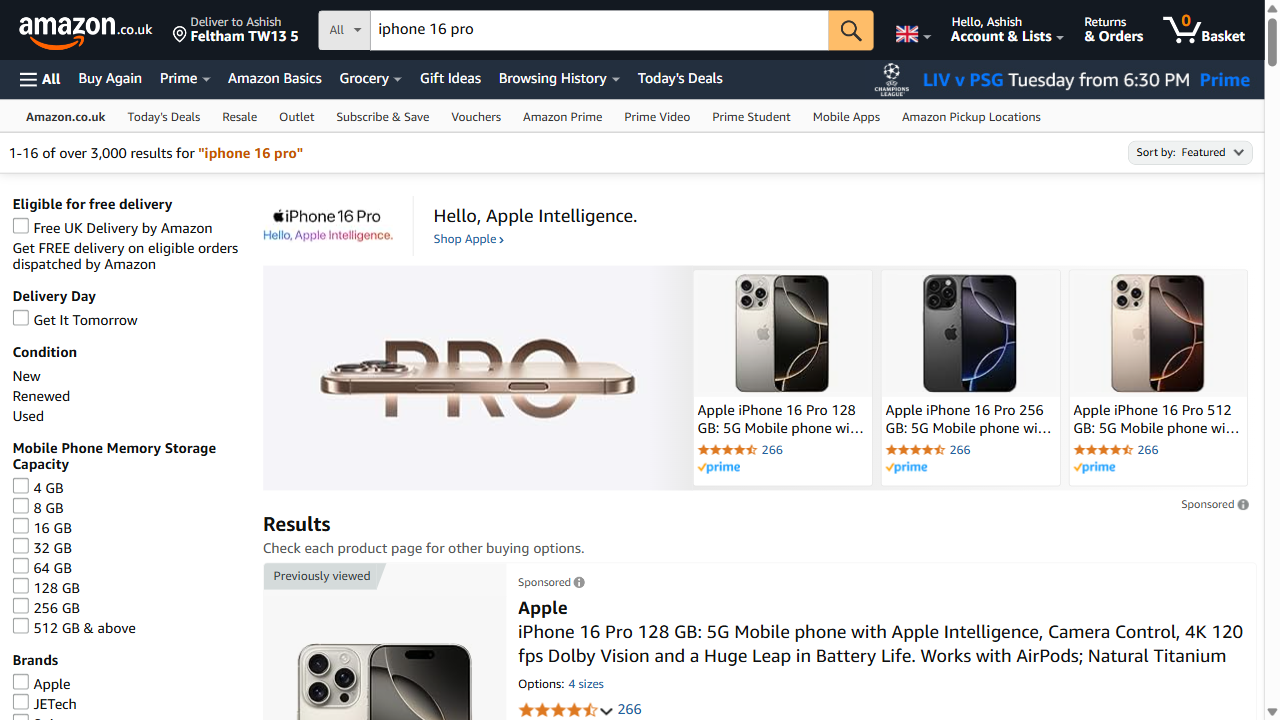 amazon.co.uk
Deliver to Ashish
Feltham TW13 5
All
iphone 16 pro
Hello, Ashish
Account & Lists
Returns
& Orders
0
Basket
All
Buy Again
Prime
Amazon Basics
Grocery
Gift Ideas
Browsing History
Today's Deals
CHAMPIONS
LEAGUE
LIV v PSG Tuesday from 6:30 PM Prime
Amazon.co.uk
Today's Deals
Resale
Outlet
Subscribe & Save
Vouchers
Amazon Prime
Prime Video
Prime Student
Mobile Apps
Amazon Pickup Locations
1-16 of over 3,000 results for "iphone 16 pro"
Sort by: Featured
Eligible for free delivery
Free UK Delivery by Amazon
Get FREE delivery on eligible orders
dispatched by Amazon
Delivery Day
Get It Tomorrow
Condition
New
Renewed
Used
Mobile Phone Memory Storage
Capacity
4 GB
8 GB
16 GB
32 GB
64 GB
128 GB
256 GB
512 GB & above
Brands
Apple
JETech
iPhone 16 Pro
Hello, Apple Intelligence.
Hello, Apple Intelligence.
Shop Apple ›
PRO
Apple iPhone 16 Pro 128
GB: 5G Mobile phone wi...
266
prime
Apple iPhone 16 Pro 256
GB: 5G Mobile phone wi...
266
prime
Apple iPhone 16 Pro 512
GB: 5G Mobile phone wi...
266
prime
Sponsored
Results
Check each product page for other buying options.
Previously viewed
Sponsored
Apple
iPhone 16 Pro 128 GB: 5G Mobile phone with Apple Intelligence, Camera Control, 4K 120
fps Dolby Vision and a Huge Leap in Battery Life. Works with AirPods; Natural Titanium
Options: 4 sizes
266